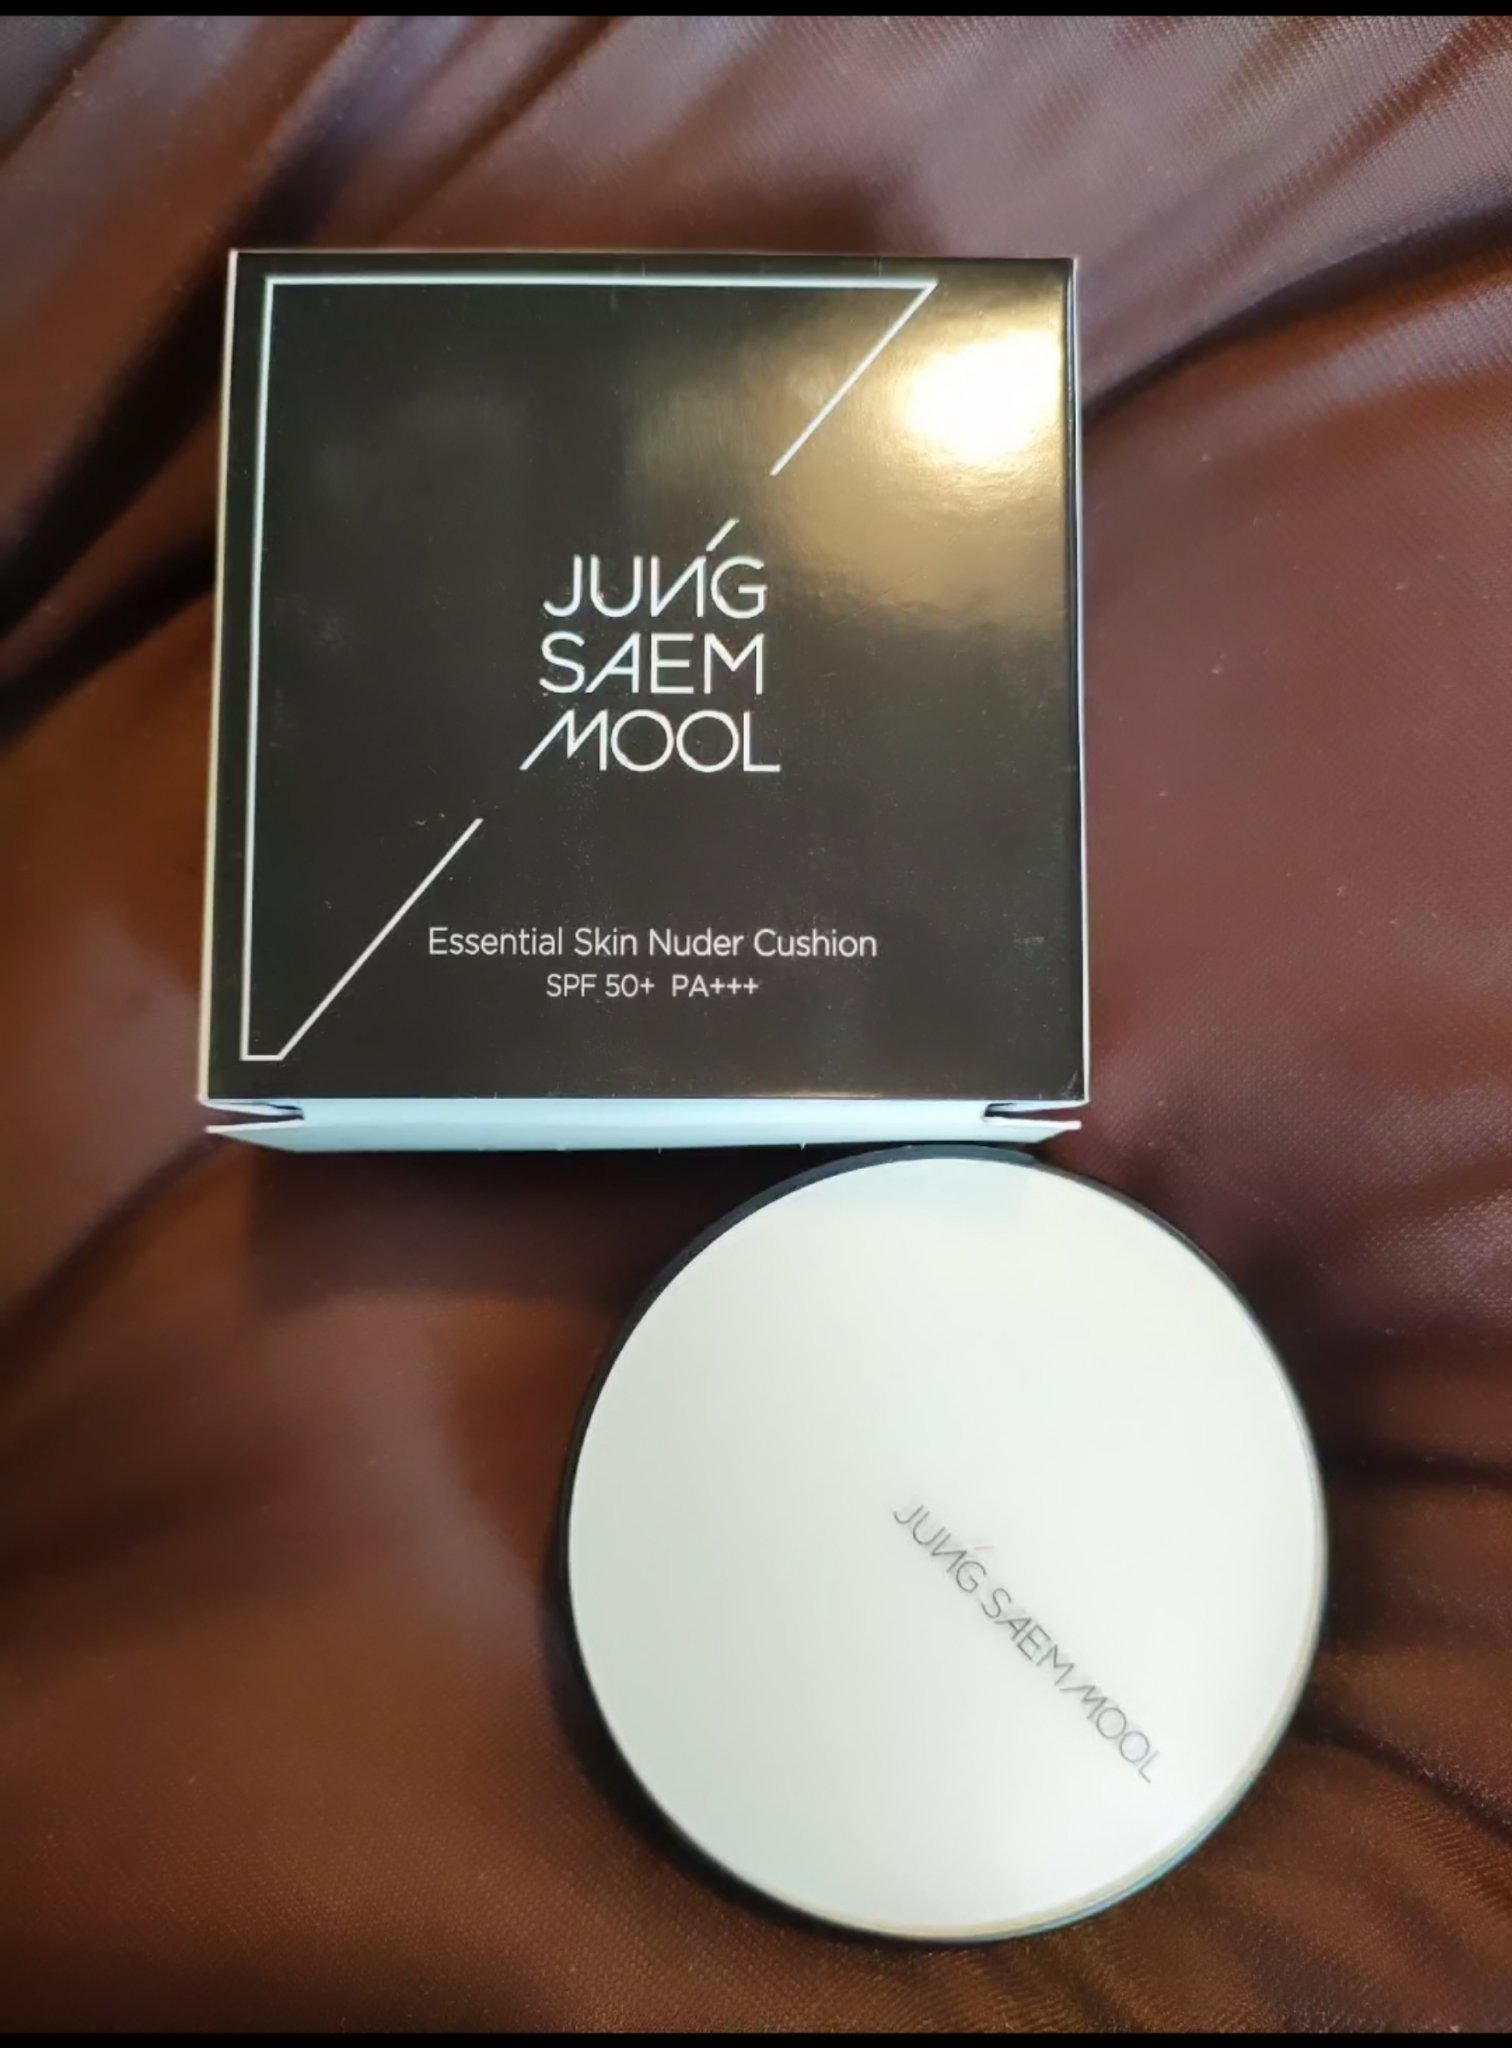 JUNG
SAEM
MOOL
Essential Skin Nuder Cushion
SPF 50+ PA+++
JUNG SAEM MOOL